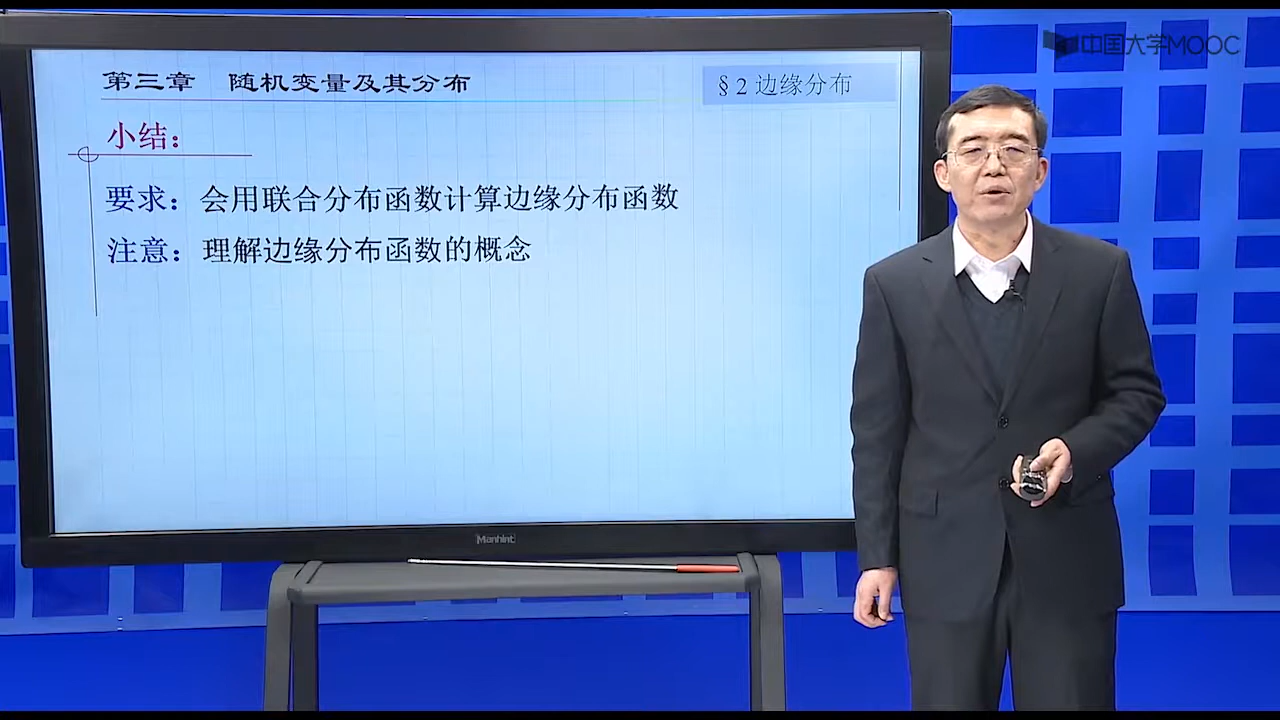 中国大学MOOC
第三章 随机变量及其分布
§2边缘分布
小结：
要求：会用联合分布函数计算边缘分布函数
注意：理解边缘分布函数的概念
Manhint